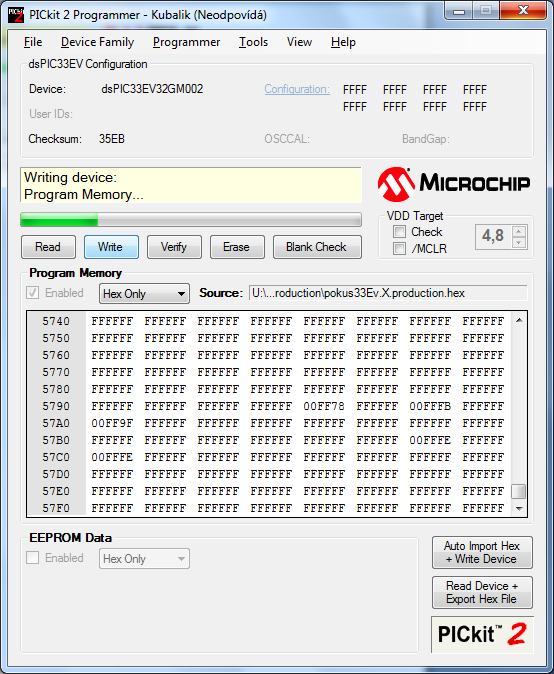 PICkit 2 Programmer - Kubalik (Neodpovídá)
File Device Family Programmer Tools View Help
dsPIC33EV Configuration
Device: dsPIC33EV32GM002 Configuration: FFFF FFFF FFFF FFFF
User IDs: FFFF FFFF FFFF FFFF
Checksum: 35EB OSCCAL: BandGap:
Writing device:
Program Memory...
MICROCHIP
VDD Target
Check
/MCLR
4,8
Read Write Verify Erase Blank Check
Program Memory
Enabled Hex Only Source: U:\...roduction\pokus33Ev.X.production.hex
5740 FFFFFF FFFFFF FFFFFF FFFFFF FFFFFF FFFFFF FFFFFF FFFFFF
5750 FFFFFF FFFFFF FFFFFF FFFFFF FFFFFF FFFFFF FFFFFF FFFFFF
5760 FFFFFF FFFFFF FFFFFF FFFFFF FFFFFF FFFFFF FFFFFF FFFFFF
5770 FFFFFF FFFFFF FFFFFF FFFFFF FFFFFF FFFFFF FFFFFF FFFFFF
5780 FFFFFF FFFFFF FFFFFF FFFFFF FFFFFF FFFFFF FFFFFF FFFFFF
5790 FFFFFF FFFFFF FFFFFF FFFFFF 00FF78 FFFFFF 00FFFB FFFFFF
57A0 00FF9F FFFFFF FFFFFF FFFFFF FFFFFF FFFFFF FFFFFF FFFFFF
57B0 FFFFFF FFFFFF FFFFFF FFFFFF FFFFFF FFFFFF 00FFFE FFFFFF
57C0 00FFFE FFFFFF FFFFFF FFFFFF FFFFFF FFFFFF FFFFFF FFFFFF
57D0 FFFFFF FFFFFF FFFFFF FFFFFF FFFFFF FFFFFF FFFFFF FFFFFF
57E0 FFFFFF FFFFFF FFFFFF FFFFFF FFFFFF FFFFFF FFFFFF FFFFFF
57F0 FFFFFF FFFFFF FFFFFF FFFFFF FFFFFF FFFFFF FFFFFF FFFFFF
EEPROM Data
Enabled Hex Only
Auto Import Hex
+ Write Device
Read Device +
Export Hex File
PICkit™ 2